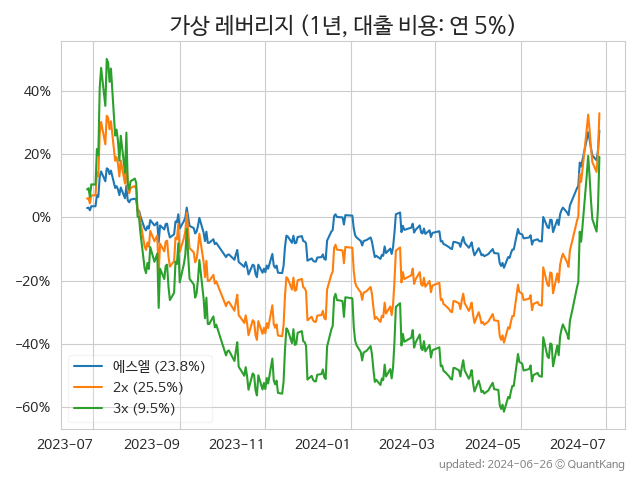 가상 레버리지 (1년, 대출 비용: 연 5%)
40%
20%
0%
−20%
−40%
−60%
에스엘 (23.8%)
2x (25.5%)
3x (9.5%)
2023-07 2023-09 2023-11 2024-01 2024-03 2024-05 2024-07
updated: 2024-06-26 © QuantKang